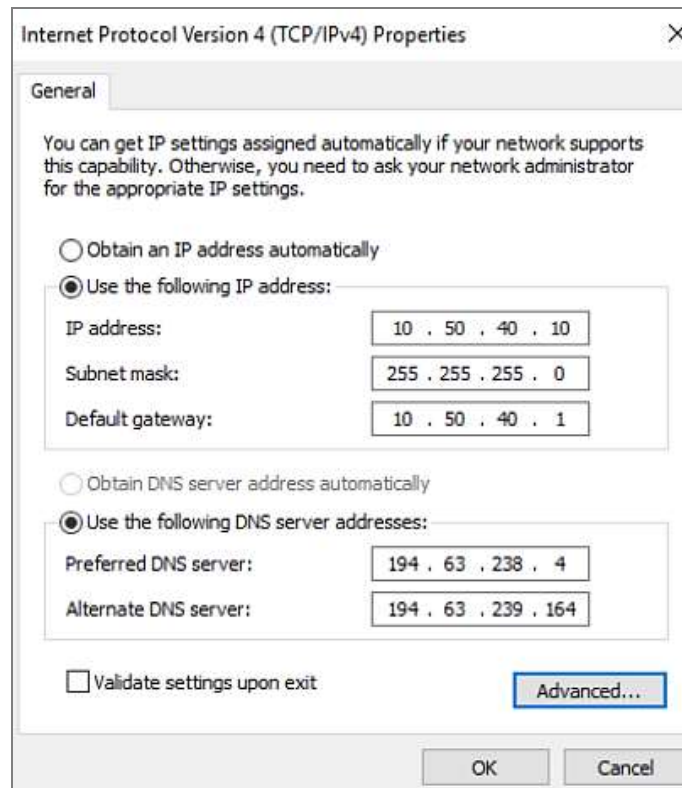 Internet Protocol Version 4 (TCP/IPv4) Properties
General
You can get IP settings assigned automatically if your network supports
this capability. Otherwise, you need to ask your network administrator
for the appropriate IP settings.
Obtain an IP address automatically
Use the following IP address:
IP address: 10 . 50 . 40 . 10
Subnet mask: 255 . 255 . 255 . 0
Default gateway: 10 . 50 . 40 . 1
Obtain DNS server address automatically
Use the following DNS server addresses:
Preferred DNS server: 194 . 63 . 238 . 4
Alternate DNS server: 194 . 63 . 239 . 164
Validate settings upon exit
Advanced...
OK Cancel